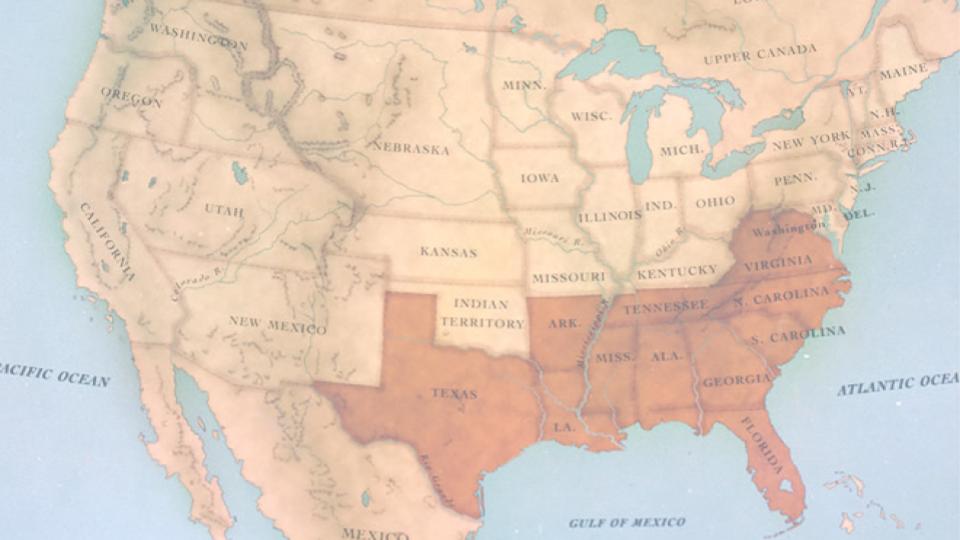 UPPER CANADA
WASHINGTON
MAINE
OREGON
MINN.
VT.
WISC.
N.H.
NEW YORK
MASS.
CONN.
R.I.
NEBRASKA
MICH.
IOWA
PENN.
N.J.
UTAH
ILLINOIS
IND.
OHIO
MD.
DEL.
CALIFORNIA
Missouri R.
Ohio R.
Washington
KANSAS
Colorado R.
MISSOURI
KENTUCKY
VIRGINIA
INDIAN
TERRITORY
TENNESSEE
N. CAROLINA
NEW MEXICO
ARK.
S. CAROLINA
MISS.
ALA.
PACIFIC OCEAN
GEORGIA
ATLANTIC OCEA
TEXAS
LA.
FLORIDA
Rio Grande
GULF OF MEXICO
MEXICO